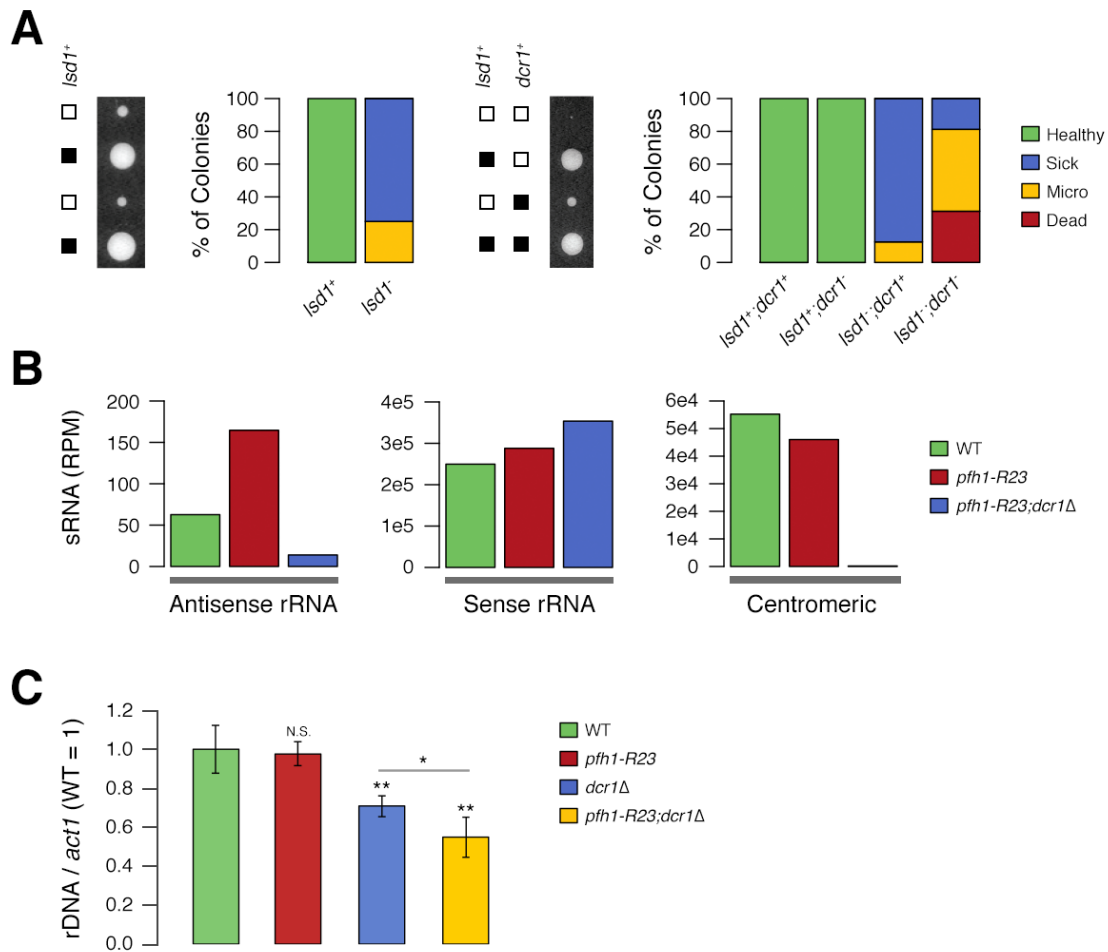 A
lsd1+
lsd1+ dcr1+
% of Colonies
100
80
60
40
20
0
lsd1+
lsd1-
% of Colonies
100
80
60
40
20
0
lsd1+;dcr1+
lsd1+;dcr1-
lsd1-;dcr1+
lsd1-;dcr1-
Healthy
Sick
Micro
Dead
B
sRNA (RPM)
200
150
100
50
0
Antisense rRNA
4e5
3e5
2e5
1e5
0
Sense rRNA
6e4
5e4
4e4
3e4
2e4
1e4
0
Centromeric
WT
pfh1-R23
pfh1-R23;dcr1Δ
C
rDNA / act1 (WT = 1)
1.2
1.0
0.8
0.6
0.4
0.2
0.0
N.S.
*
**
**
WT
pfh1-R23
dcr1Δ
pfh1-R23;dcr1Δ